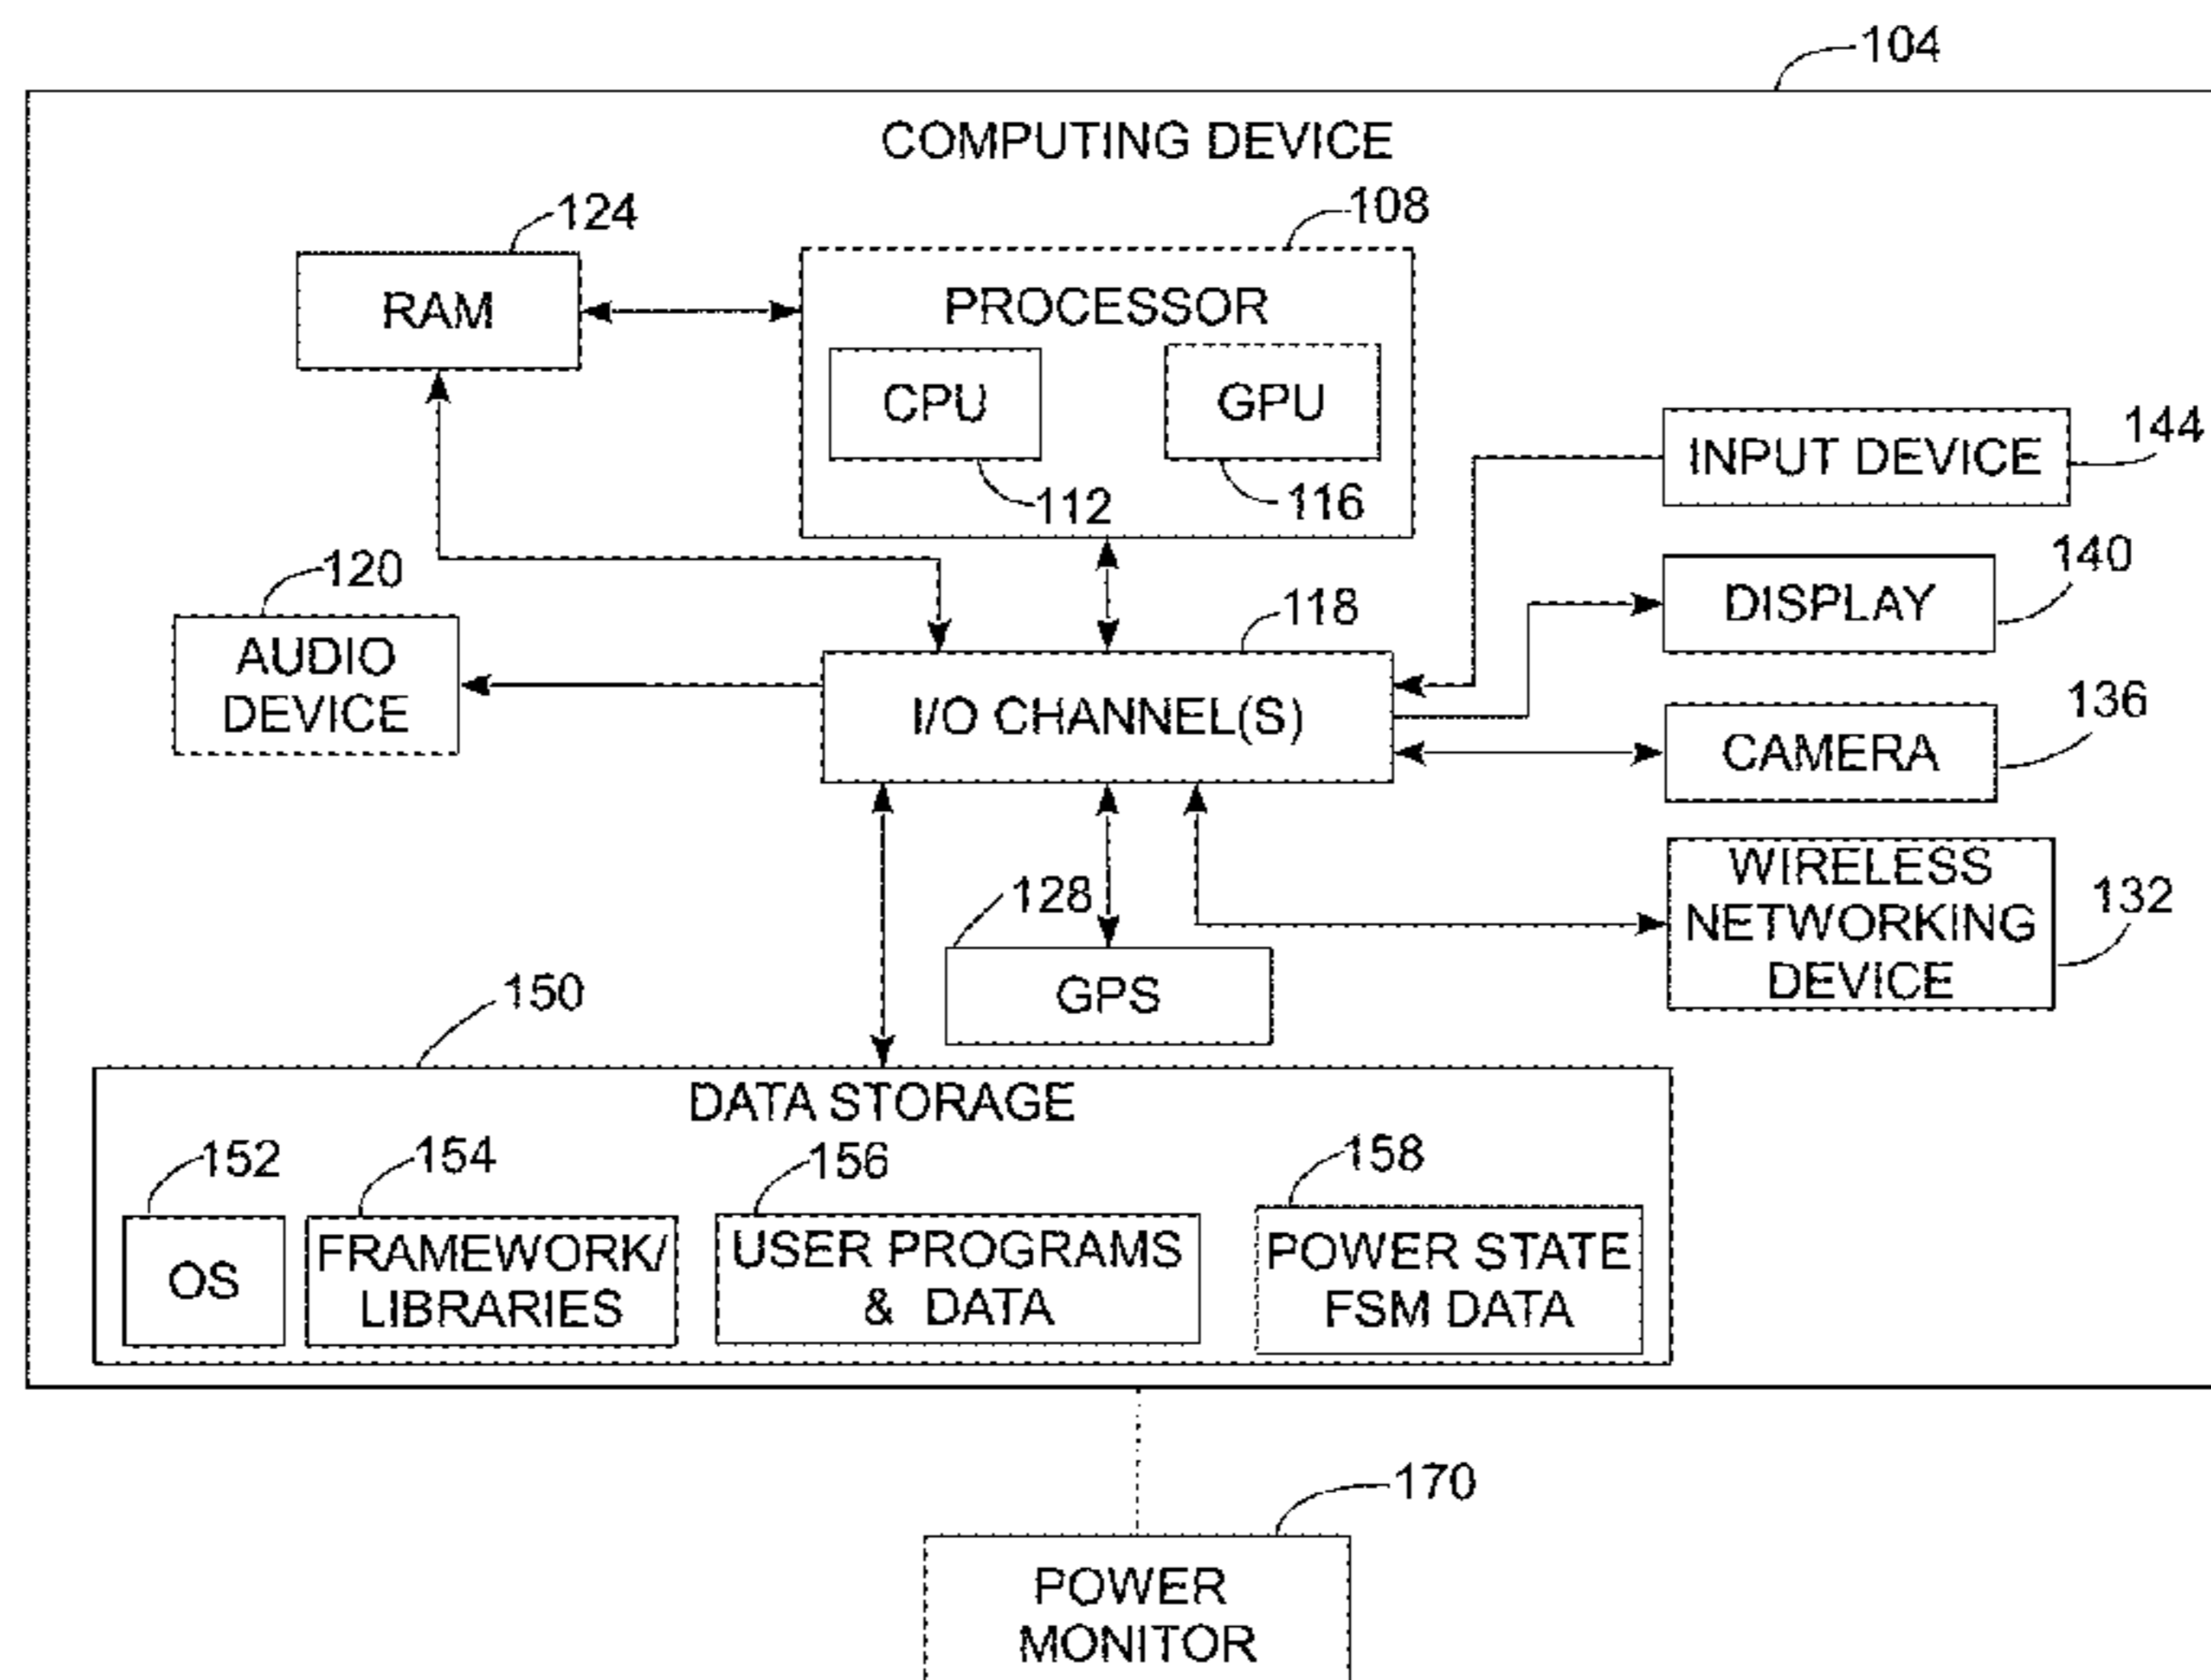 104
COMPUTING DEVICE
124
108
RAM
PROCESSOR
CPU
GPU
112
116
INPUT DEVICE
144
120
AUDIO
DEVICE
118
I/O CHANNEL(S)
DISPLAY
140
CAMERA
136
WIRELESS
NETWORKING
DEVICE
132
128
GPS
150
DATA STORAGE
152
154
156
158
OS
FRAMEWORK/
LIBRARIES
USER PROGRAMS
& DATA
POWER STATE
FSM DATA
170
POWER
MONITOR